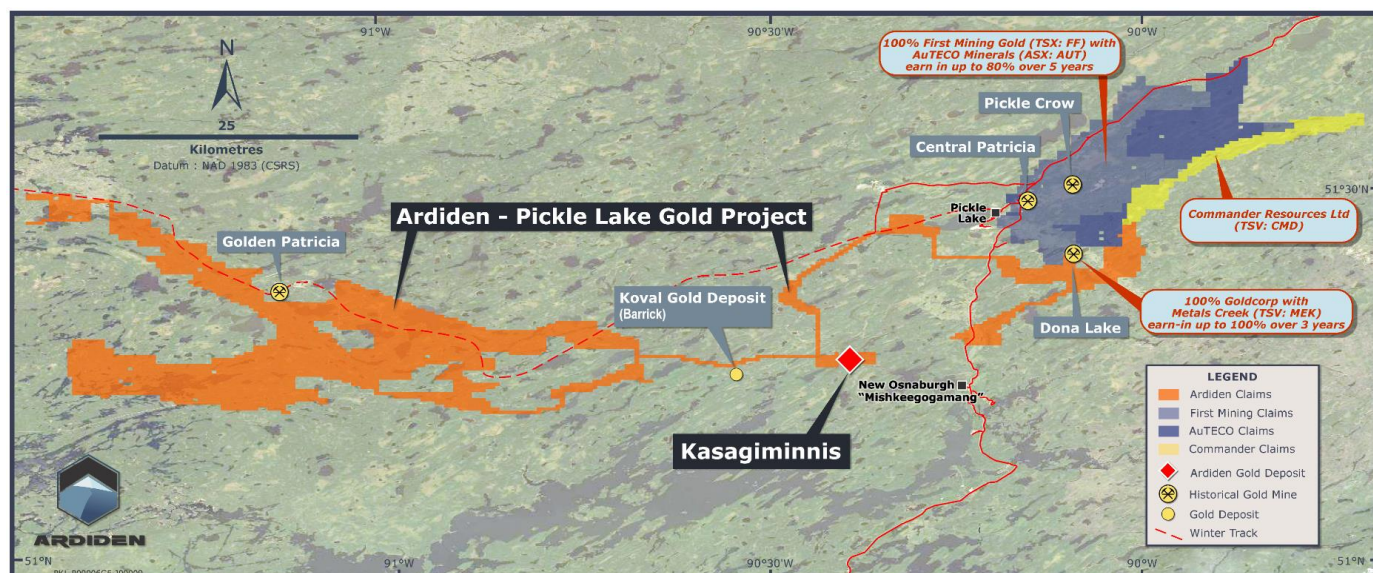 91°W
90°30'W
90°W
N
25
Kilometres
Datum : NAD 1983 (CSRS)
100% First Mining Gold (TSX: FF) with
AuTECO Minerals (ASX: AUT)
earn in up to 80% over 5 years
Pickle Crow
Central Patricia
51°30'N
Pickle
Lake
Commander Resources Ltd
(TSV: CMD)
Ardiden - Pickle Lake Gold Project
Golden Patricia
Koval Gold Deposit
(Barrick)
100% Goldcorp with
Metals Creek (TSV: MEK)
earn-in up to 100% over 3 years
Dona Lake
New Osnaburgh
"Mishkeegogamang"
Kasagiminnis
LEGEND
Ardiden Claims
First Mining Claims
AuTECO Claims
Commander Claims
Ardiden Gold Deposit
Historical Gold Mine
Gold Deposit
Winter Track
ARDIDEN
51°N
91°W
90°30'W
90°W
51°N